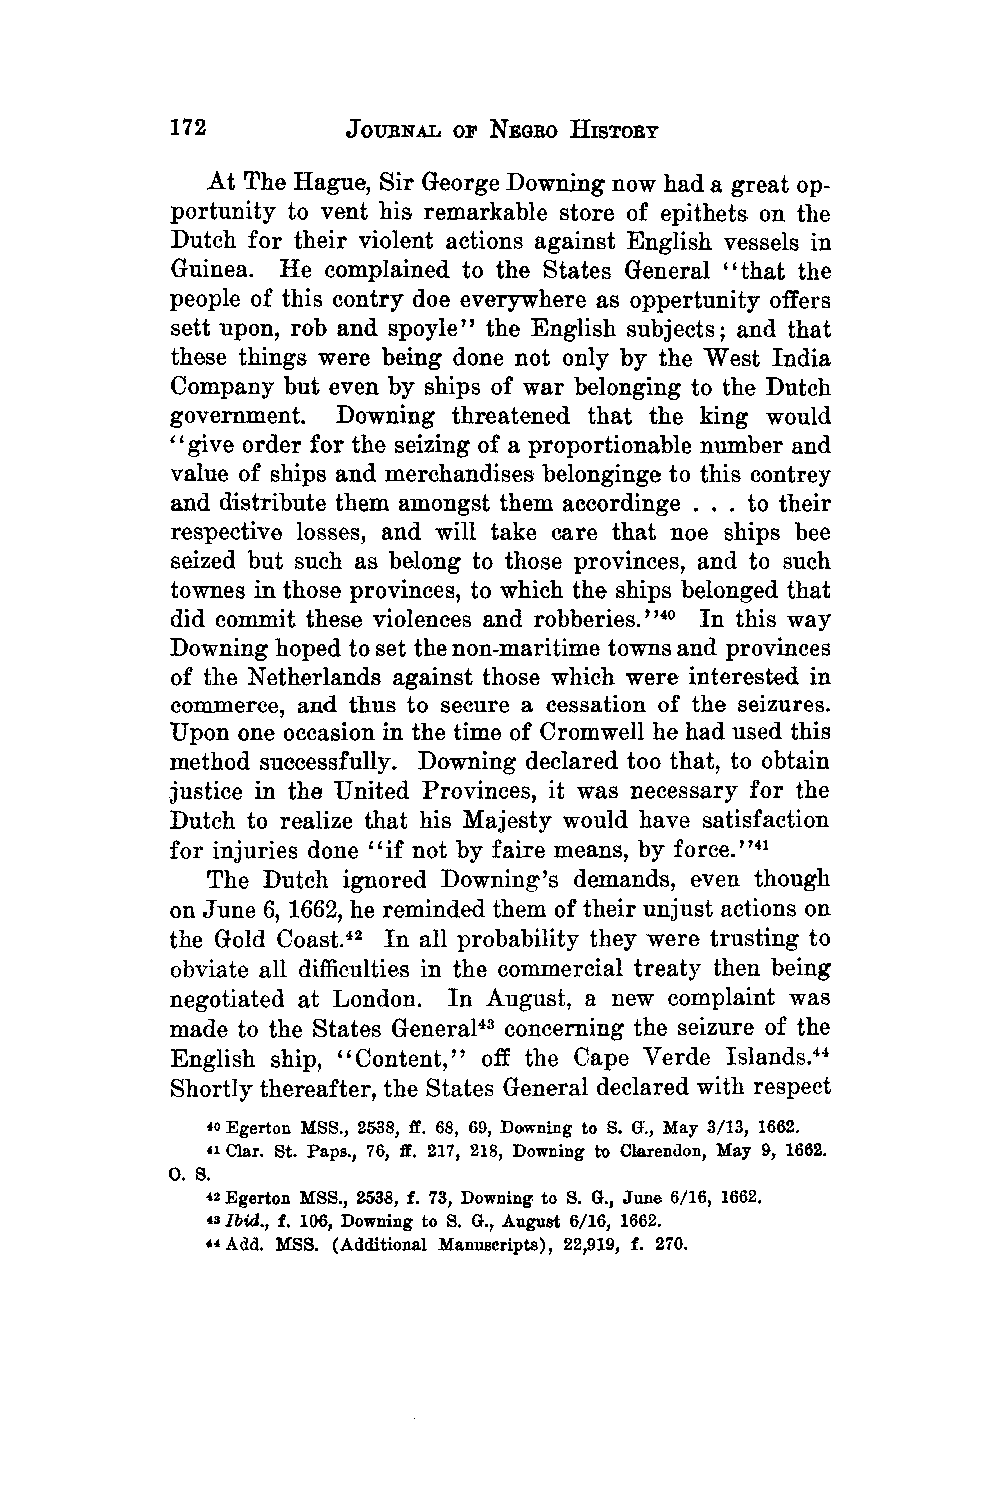 172 JOURNAL OF NEGRO HISTORY
At The Hague, Sir George Downing now had a great op-
portunity to vent his remarkable store of epithets on the
Dutch for their violent actions against English vessels in
Guinea. He complained to the States General ‘‘that the
people of this contry doe everywhere as oppertunity offers
sett upon, rob and spoyle’’ the English subjects; and that
these things were being done not only by the West India
Company but even by ships of war belonging to the Dutch
government. Downing threatened that the king would
‘‘give order for the seizing of a proportionable number and
value of ships and merchandises belonginge to this contrey
and distribute them amongst them accordinge . . . to their
respective losses, and will take care that noe ships bee
seized but such as belong to those provinces, and to such
townes in those provinces, to which the ships belonged that
did commit these violences and robberies.’’⁴⁰ In this way
Downing hoped to set the non-maritime towns and provinces
of the Netherlands against those which were interested in
commerce, and thus to secure a cessation of the seizures.
Upon one occasion in the time of Cromwell he had used this
method successfully. Downing declared too that, to obtain
justice in the United Provinces, it was necessary for the
Dutch to realize that his Majesty would have satisfaction
for injuries done ‘‘if not by faire means, by force.’’⁴¹
The Dutch ignored Downing’s demands, even though
on June 6, 1662, he reminded them of their unjust actions on
the Gold Coast.⁴² In all probability they were trusting to
obviate all difficulties in the commercial treaty then being
negotiated at London. In August, a new complaint was
made to the States General⁴³ concerning the seizure of the
English ship, ‘‘Content,’’ off the Cape Verde Islands.⁴⁴
Shortly thereafter, the States General declared with respect
⁴⁰ Egerton MSS., 2538, ff. 68, 69, Downing to S. G., May 3/13, 1662.
⁴¹ Clar. St. Paps., 76, ff. 217, 218, Downing to Clarendon, May 9, 1662.
O. S.
⁴² Egerton MSS., 2538, f. 73, Downing to S. G., June 6/16, 1662.
⁴³ Ibid., f. 106, Downing to S. G., August 6/16, 1662.
⁴⁴ Add. MSS. (Additional Manuscripts), 22,919, f. 270.